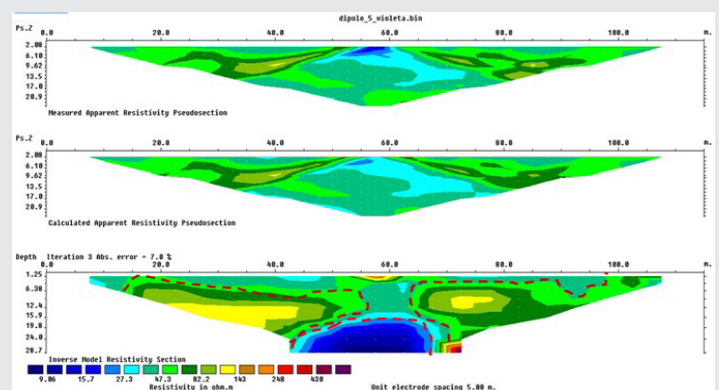 dipolo_5_violeta.bin
Ps.Z 0.0 20.0 40.0 60.0 80.0 100.0 m.
2.08
6.10
9.62
13.5
17.0
20.9
Measured Apparent Resistivity Pseudosection
Ps.Z 0.0 20.0 40.0 60.0 80.0 100.0 m.
2.08
6.10
9.62
13.5
17.0
20.9
Calculated Apparent Resistivity Pseudosection
Depth Iteration 3 Abs. error = 7.0 %
0.0 20.0 40.0 60.0 80.0 100.0 m.
1.25
6.38
12.4
15.9
19.8
24.0
28.7
Inverse Model Resistivity Section
9.06 15.7 27.3 47.3 82.2 143 248 430
Resistivity in ohm.m Unit electrode spacing 5.00 m.